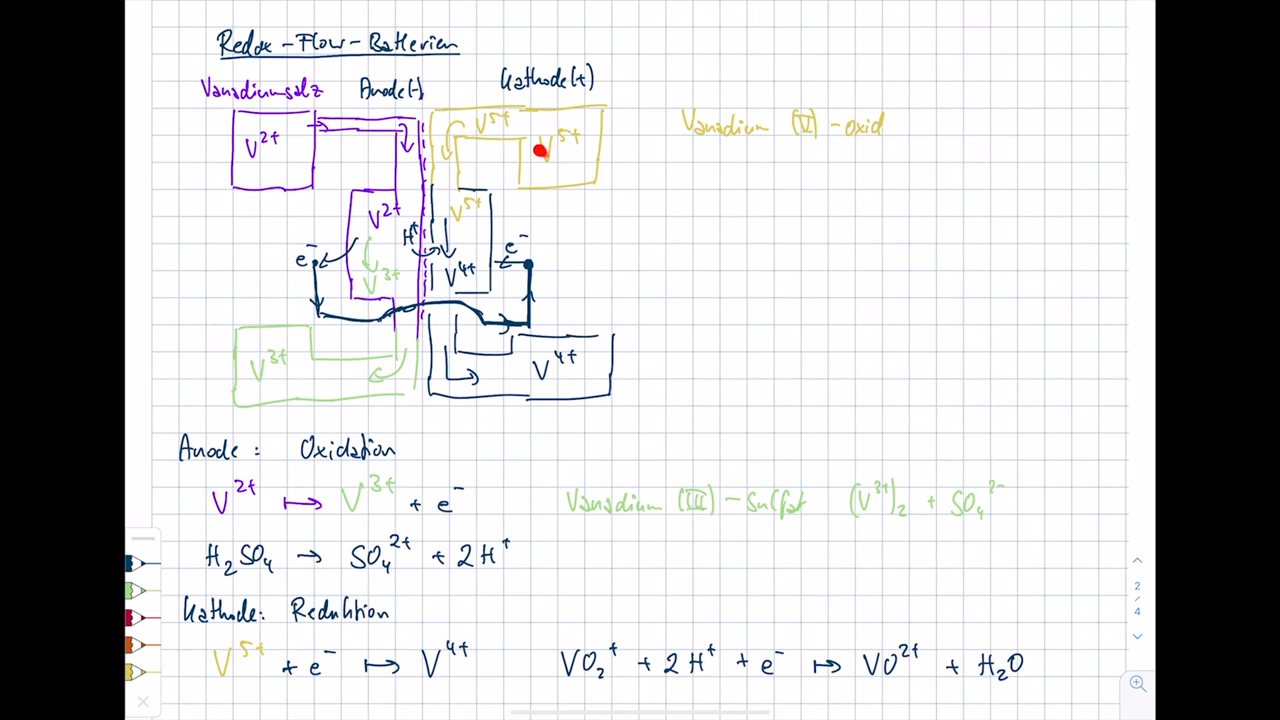 Redox-Flow-Batterien
Vanadiumsalz Anode(-) Kathode(+)
V²⁺ V⁵⁺ V⁵⁺ Vanadium (V)-oxid
V²⁺ H⁺ V⁵⁺
e⁻ V³⁺ V⁴⁺ e⁻
V³⁺ V⁴⁺
Anode: Oxidation
V²⁺ ↦ V³⁺ + e⁻ Vanadium (III)-Sulfat (V³⁺)₂ + SO₄²⁻
H₂SO₄ → SO₄²⁺ + 2H⁺
Kathode: Reduktion
V⁵⁺ + e⁻ ↦ V⁴⁺ VO₂⁺ + 2H⁺ + e⁻ ↦ VO²⁺ + H₂O
2
/
4